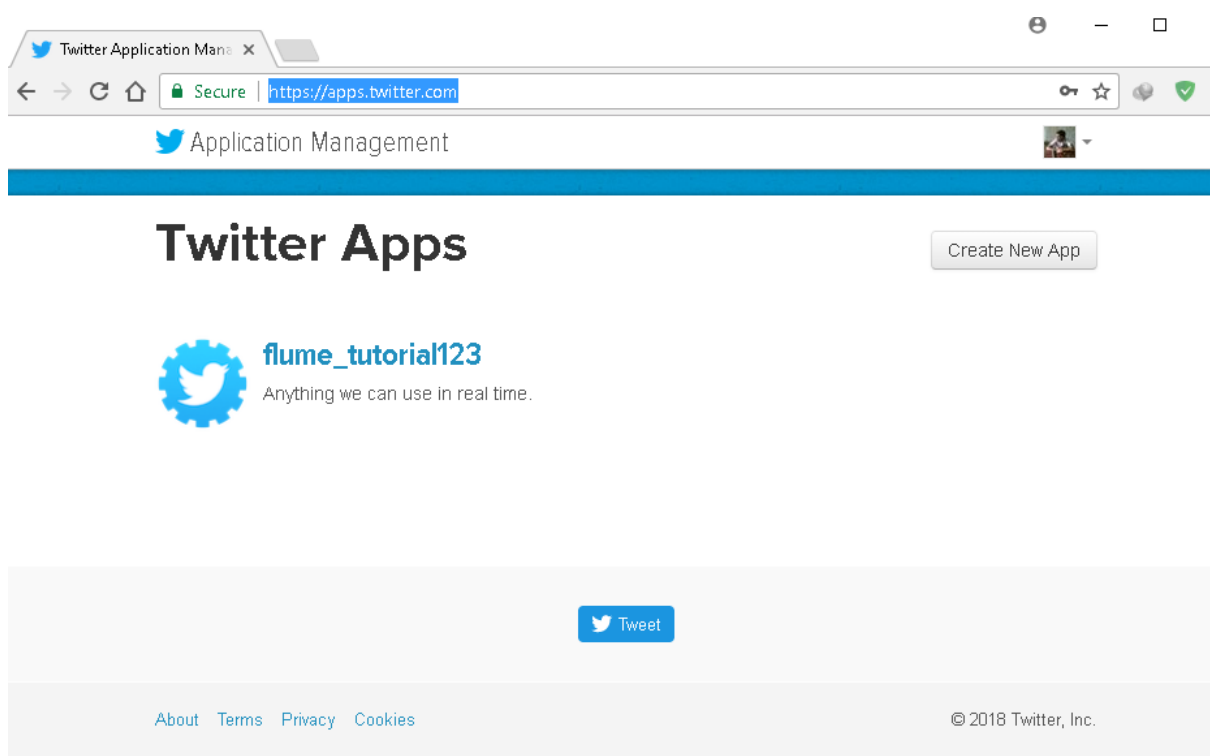 Twitter Application Mana
Secure | https://apps.twitter.com
Application Management
Twitter Apps
Create New App
flume_tutorial123
Anything we can use in real time.
Tweet
About Terms Privacy Cookies
© 2018 Twitter, Inc.